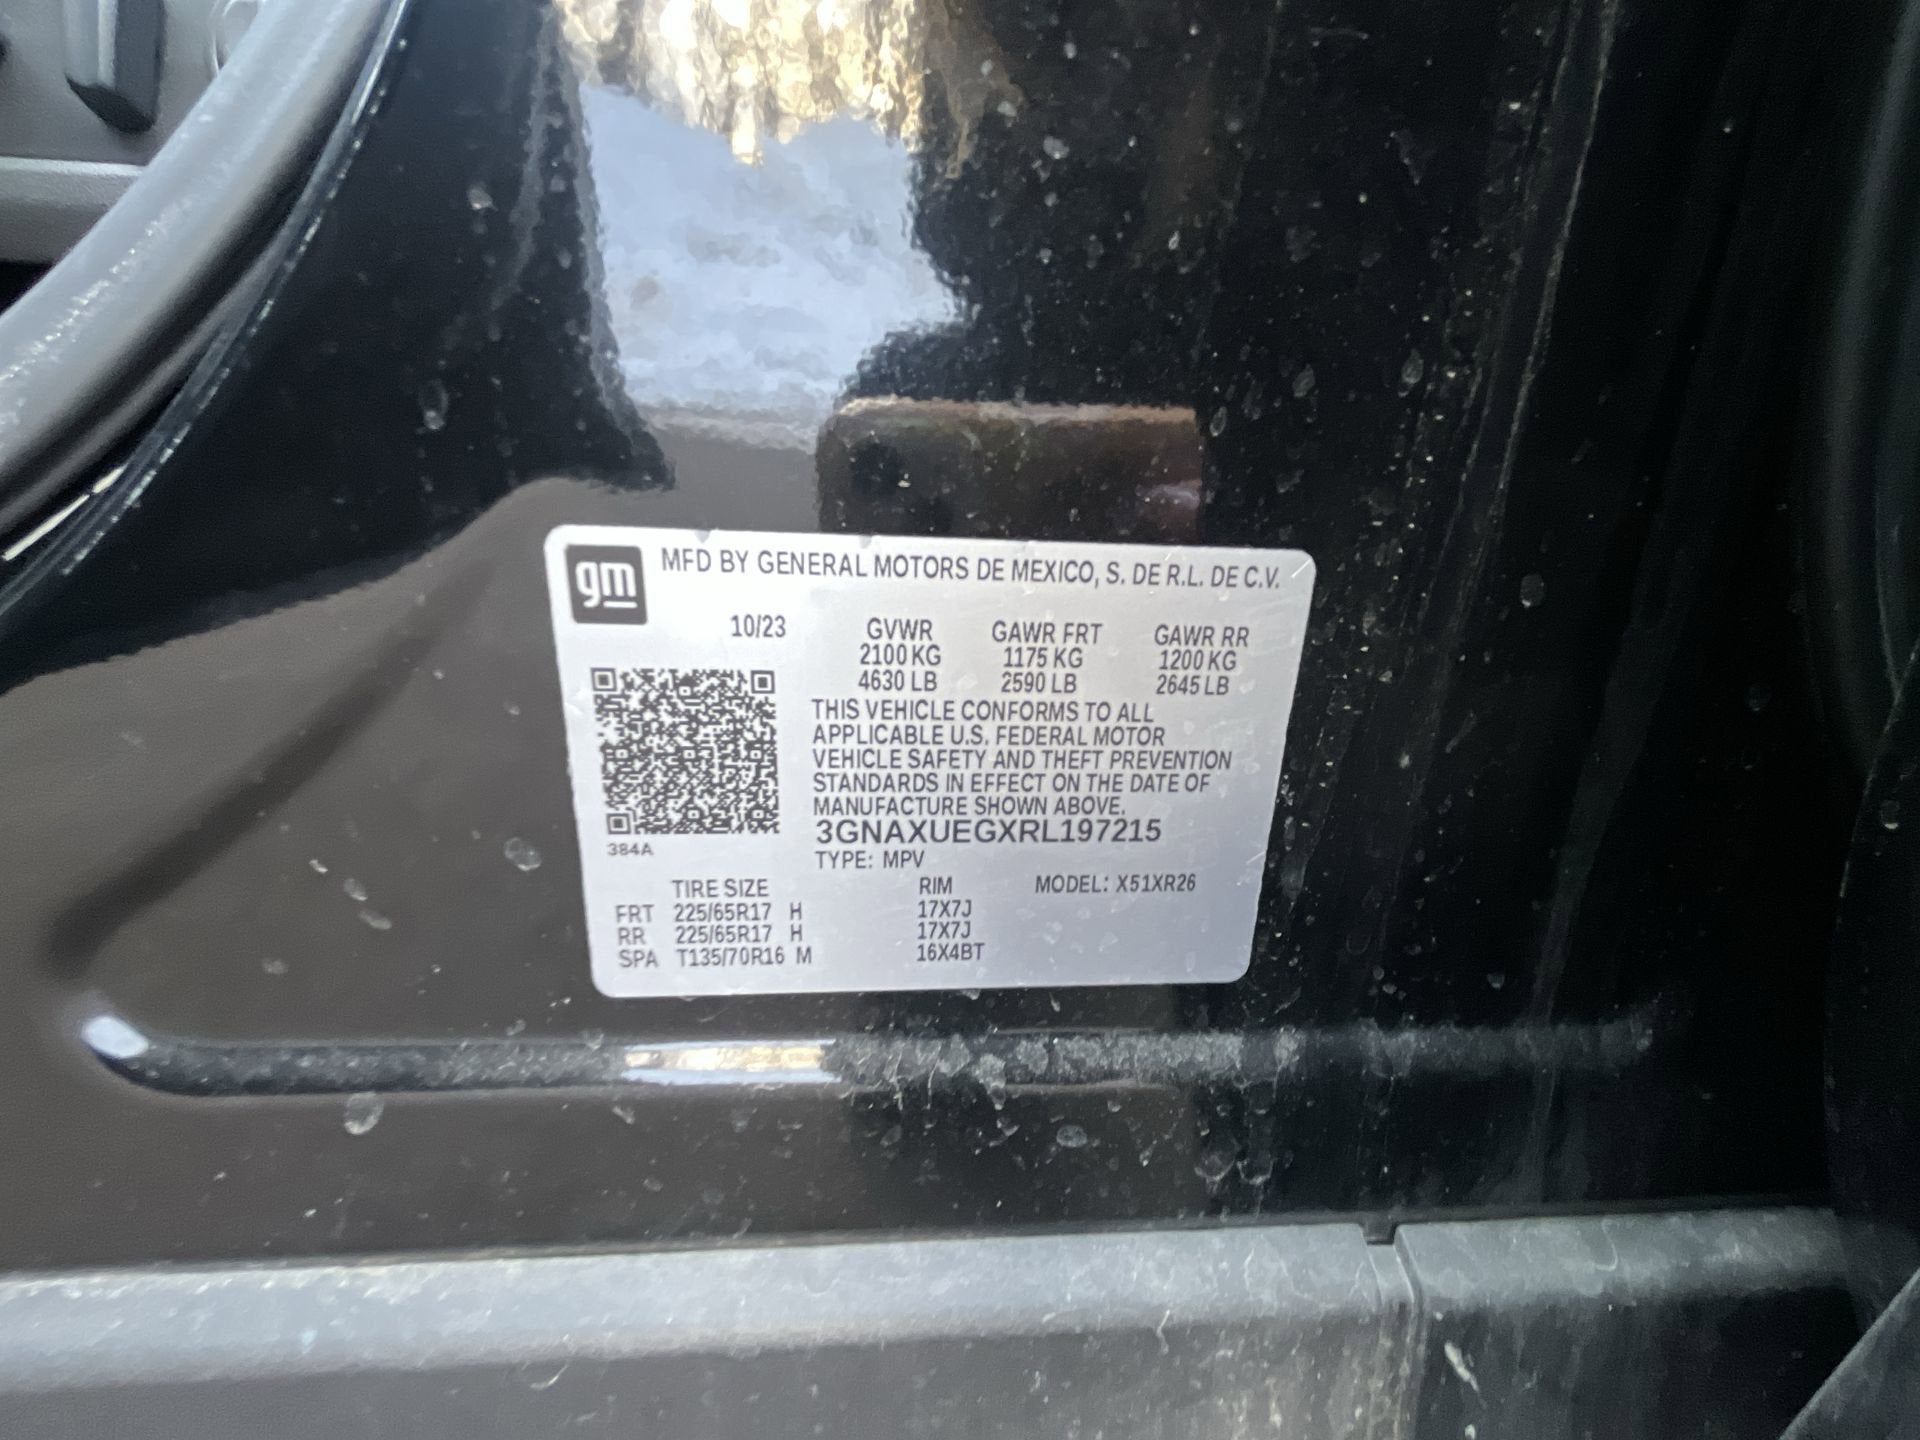 gm
MFD BY GENERAL MOTORS DE MEXICO, S. DE R.L. DE C.V.
10/23 GVWR GAWR FRT GAWR RR
2100 KG 1175 KG 1200 KG
4630 LB 2590 LB 2645 LB
THIS VEHICLE CONFORMS TO ALL
APPLICABLE U.S. FEDERAL MOTOR
VEHICLE SAFETY AND THEFT PREVENTION
STANDARDS IN EFFECT ON THE DATE OF
MANUFACTURE SHOWN ABOVE.
3GNAXUEGXRL197215
384A
TYPE: MPV
TIRE SIZE RIM MODEL: X51XR26
FRT 225/65R17 H 17X7J
RR 225/65R17 H 17X7J
SPA T135/70R16 M 16X4BT